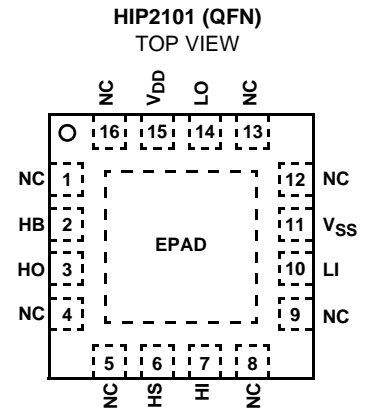 HIP2101 (QFN)
TOP VIEW
NC VDD LO NC
16 15 14 13
NC 1 12 NC
HB 2 11 VSS
EPAD
HO 3 10 LI
NC 4 9 NC
5 6 7 8
NC HS HI NC